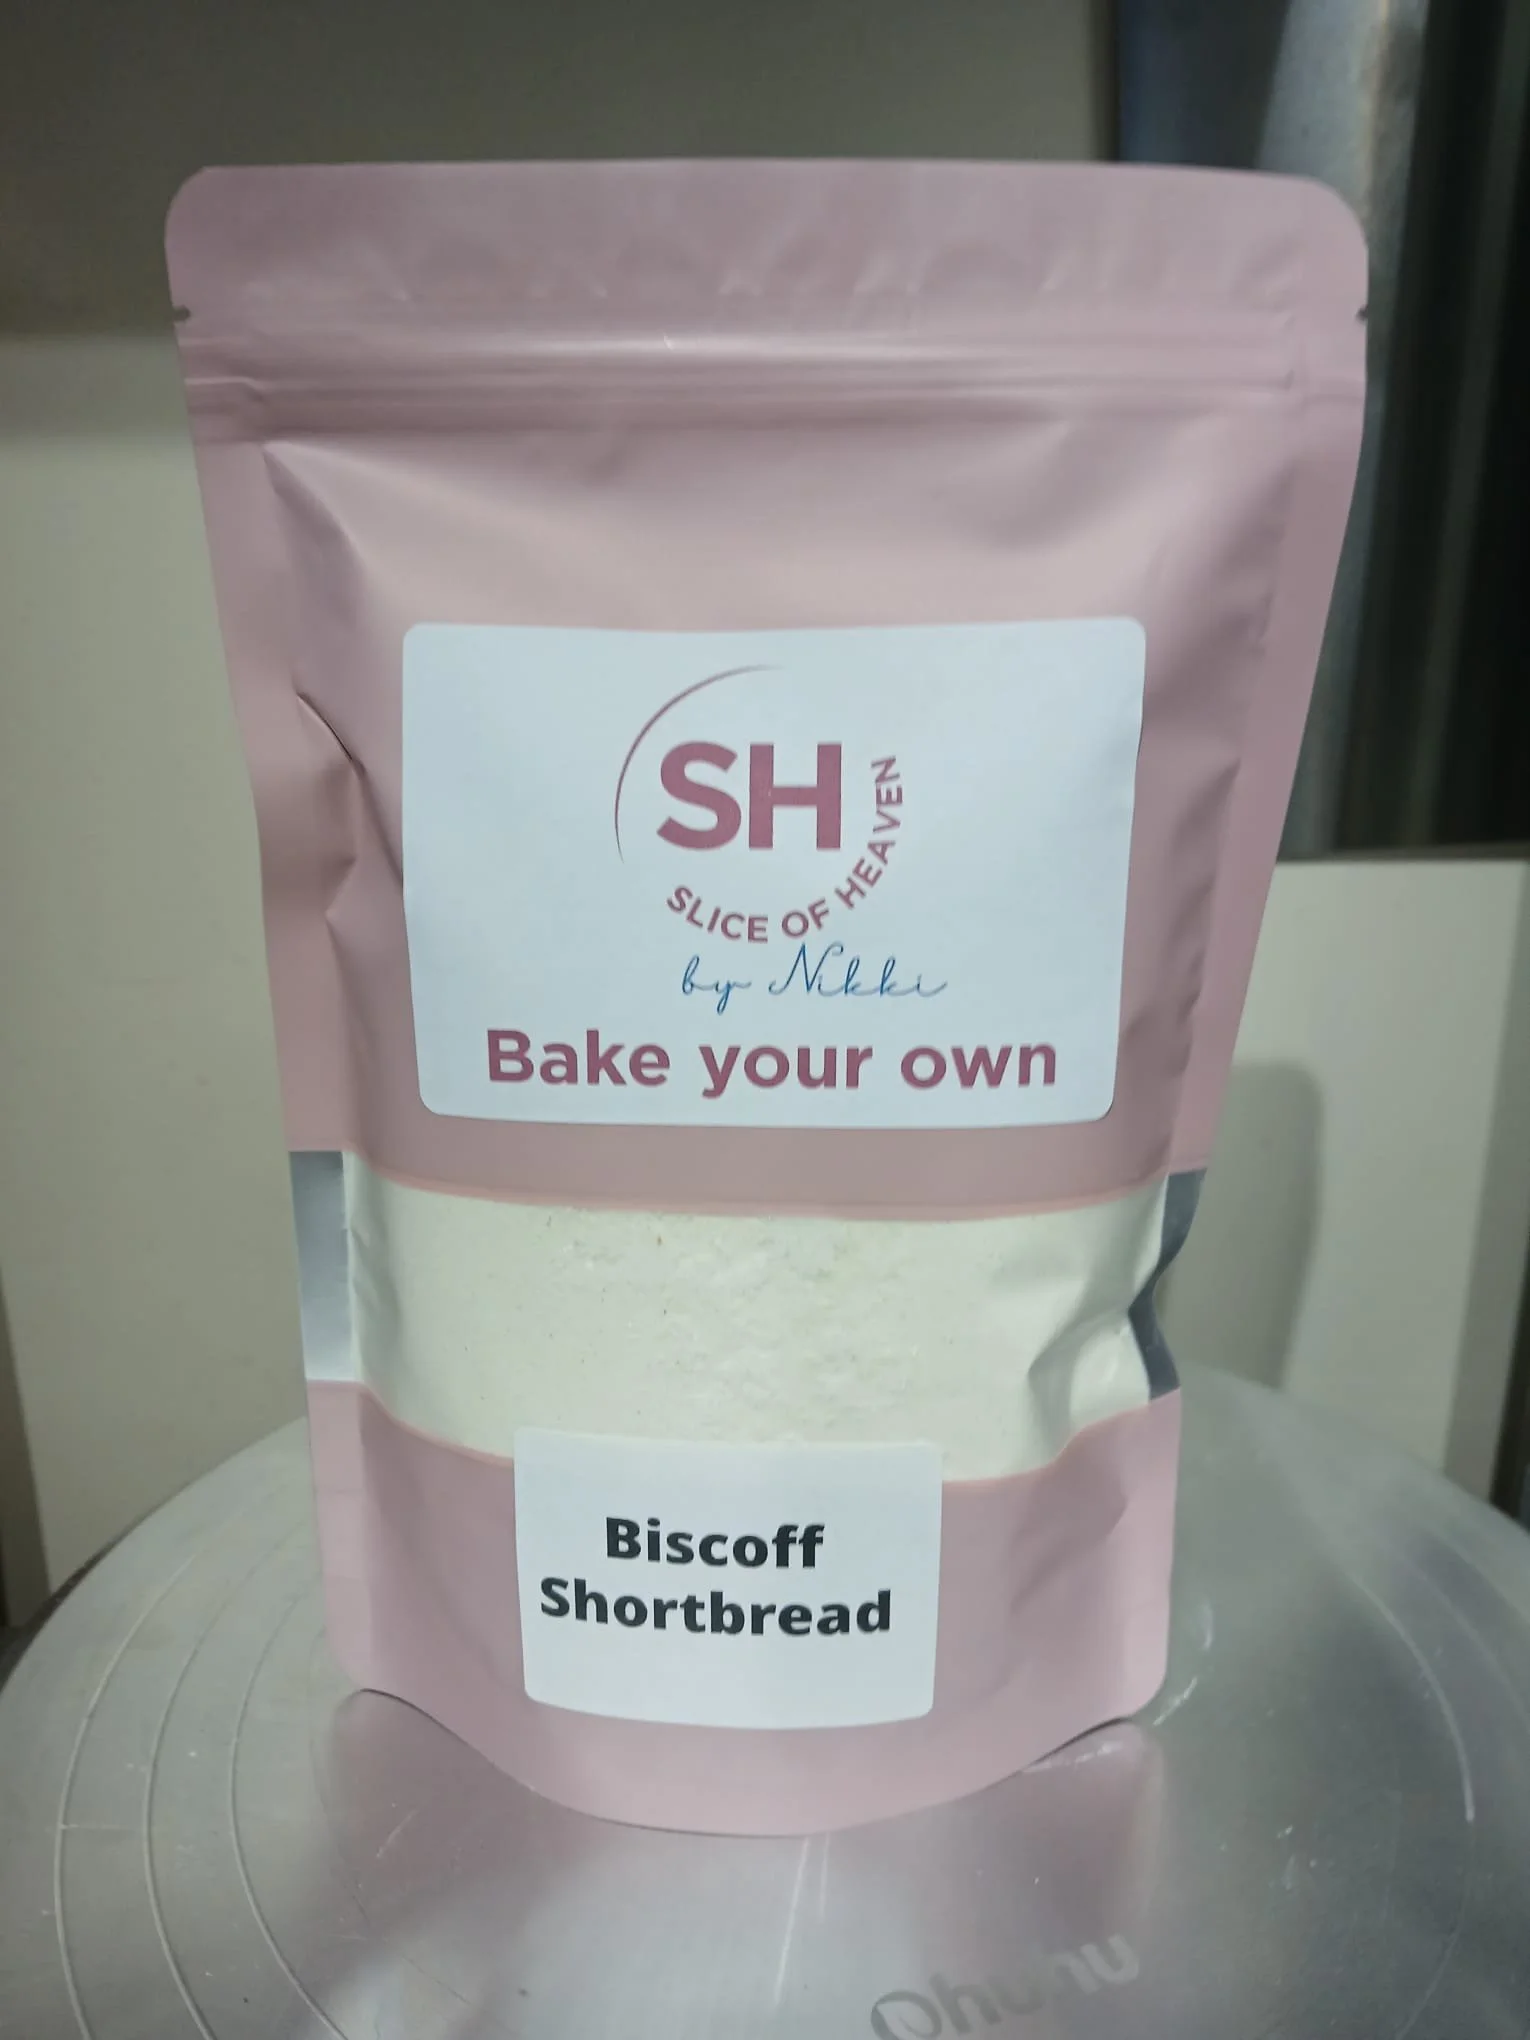 SH
SLICE OF HEAVEN
by Nikki
Bake your own
Biscoff
Shortbread